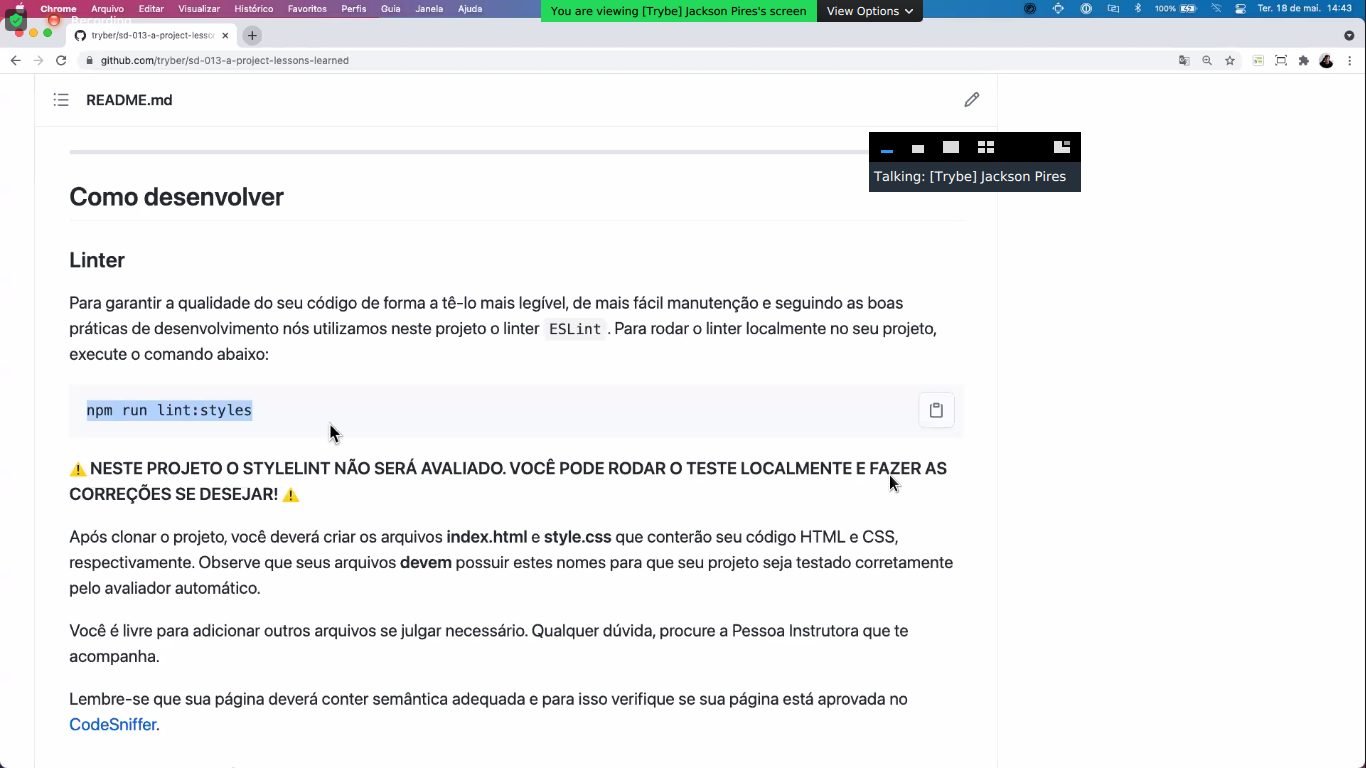 Chrome Arquivo Editar Visualizar Histórico Favoritos Perfis Guia Janela Ajuda
You are viewing [Trybe] Jackson Pires's screen View Options
100% Ter. 18 de mai. 14:43
Recording
tryber/sd-013-a-project-lesso
github.com/tryber/sd-013-a-project-lessons-learned
README.md
Talking: [Trybe] Jackson Pires
Como desenvolver
Linter
Para garantir a qualidade do seu código de forma a tê-lo mais legível, de mais fácil manutenção e seguindo as boas
práticas de desenvolvimento nós utilizamos neste projeto o linter ESLint . Para rodar o linter localmente no seu projeto,
execute o comando abaixo:
npm run lint:styles
⚠️ NESTE PROJETO O STYLELINT NÃO SERÁ AVALIADO. VOCÊ PODE RODAR O TESTE LOCALMENTE E FAZER AS
CORREÇÕES SE DESEJAR! ⚠️
Após clonar o projeto, você deverá criar os arquivos index.html e style.css que conterão seu código HTML e CSS,
respectivamente. Observe que seus arquivos devem possuir estes nomes para que seu projeto seja testado corretamente
pelo avaliador automático.
Você é livre para adicionar outros arquivos se julgar necessário. Qualquer dúvida, procure a Pessoa Instrutora que te
acompanha.
Lembre-se que sua página deverá conter semântica adequada e para isso verifique se sua página está aprovada no
CodeSniffer.